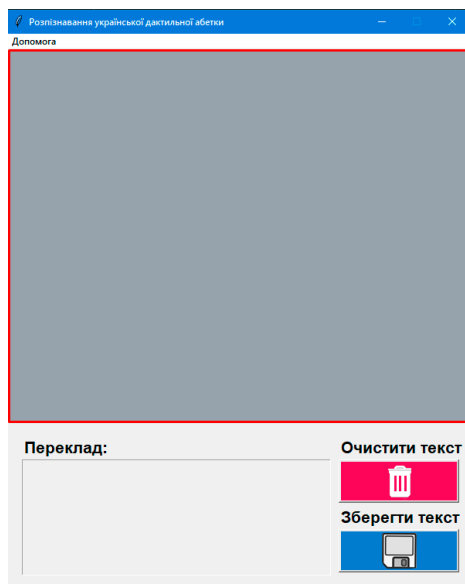 Розпізнавання української дактильної абетки
Допомога
Переклад:
Очистити текст
Зберегти текст